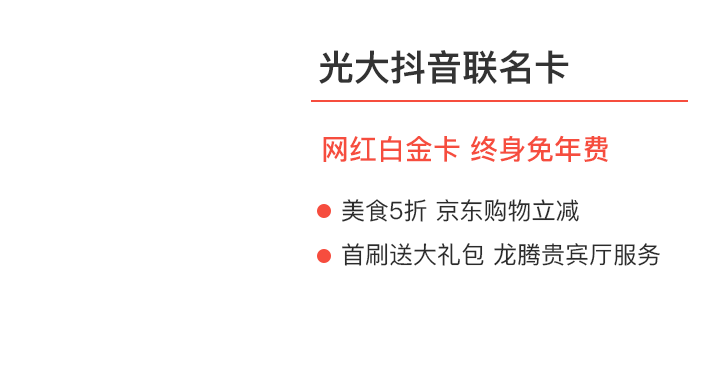 光大抖音联名卡
网红白金卡 终身免年费
美食5折 京东购物立减
首刷送大礼包 龙腾贵宾厅服务